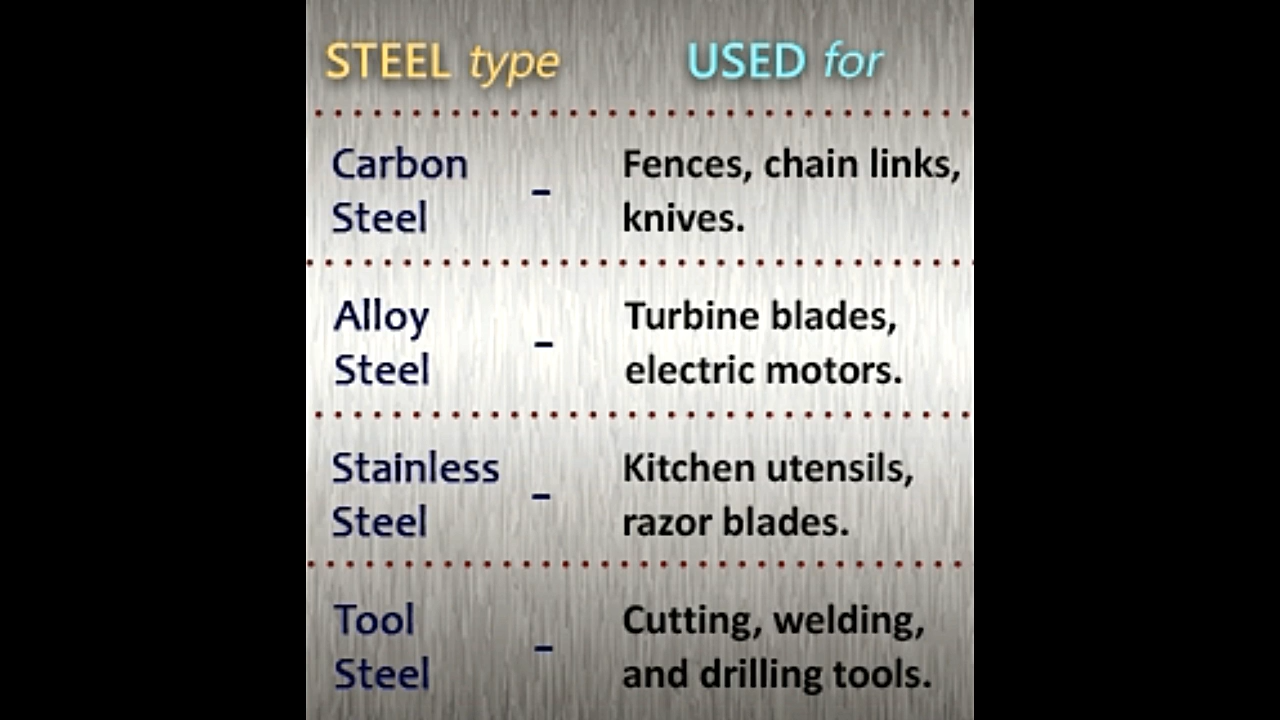 STEEL type USED for
Carbon Fences, chain links,
Steel - knives.
Alloy Turbine blades,
Steel - electric motors.
Stainless Kitchen utensils,
Steel - razor blades.
Tool Cutting, welding,
Steel - and drilling tools.